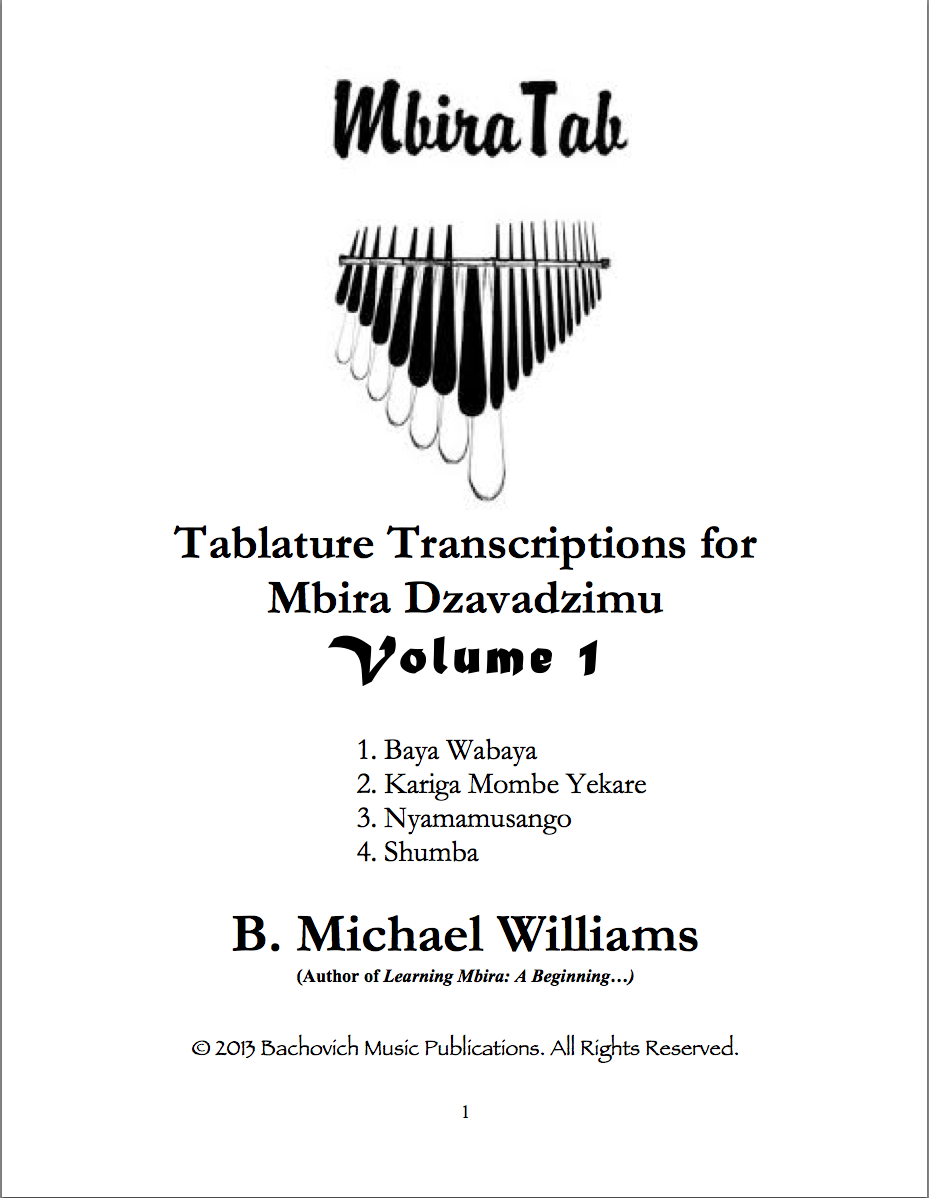 MbiraTab
Tablature Transcriptions for
Mbira Dzavadzimu
Volume 1
1. Baya Wabaya
2. Kariga Mombe Yekare
3. Nyamamusango
4. Shumba
B. Michael Williams
(Author of Learning Mbira: A Beginning…)
© 2013 Bachovich Music Publications. All Rights Reserved.
1